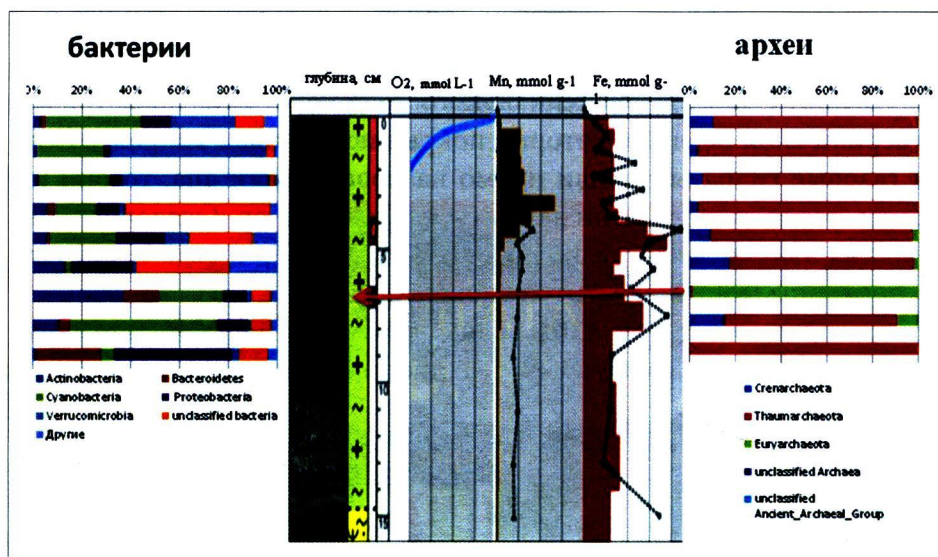 бактерии
археи
глубина, см
O2, mmol L-1
Mn, mmol g-1
Fe, mmol g-
1
0% 20% 40% 60% 80% 100%
0% 20% 40% 60% 80% 100%
0
5
10
15
Actinobacteria
Bacteroidetes
Cyanobacteria
Proteobacteria
Verrucomicrobia
unclassified bacteria
Другие
Crenarchaeota
Thaumarchaeota
Euryarchaeota
unclassified Archaea
unclassified
Ancient_Archaeal_Group